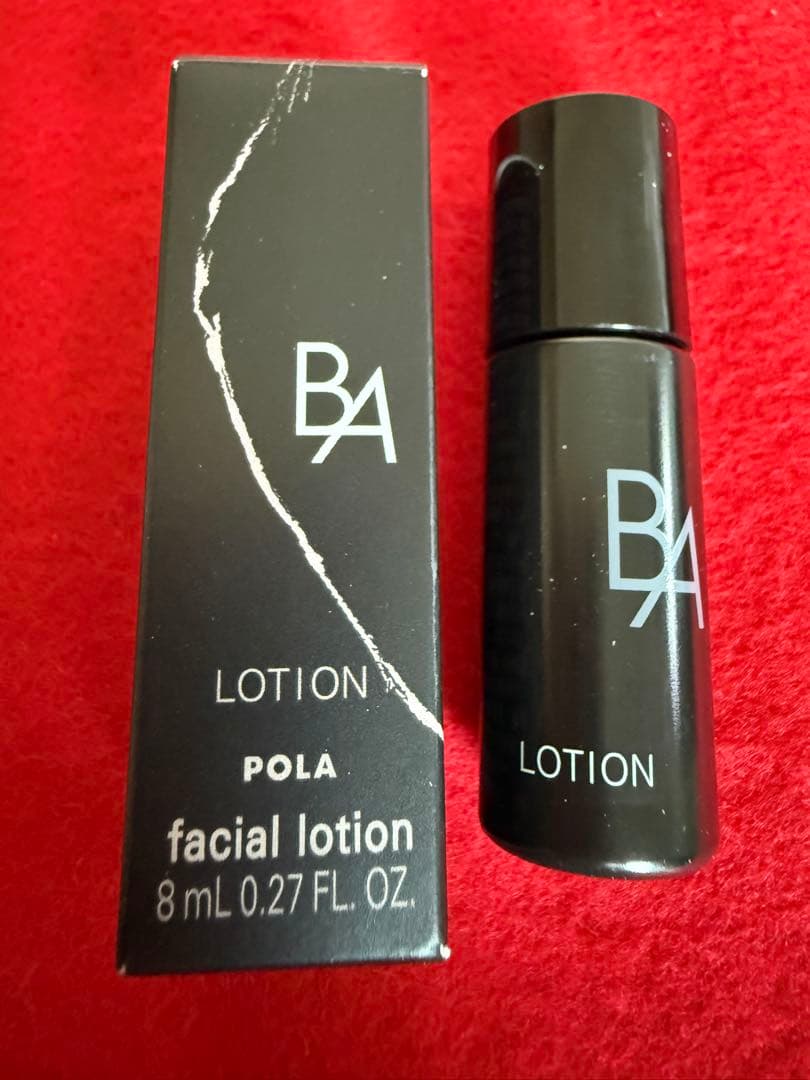 BA
LOTION
POLA
facial lotion
8 mL 0.27 FL. OZ.
BA
LOTION